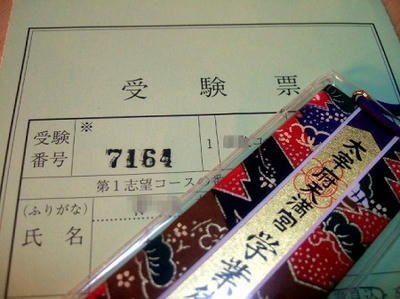 受験票
受験番号
※
7164
1
第1志望コースの
(ふりがな)
氏名
太宰府天満宮
学業